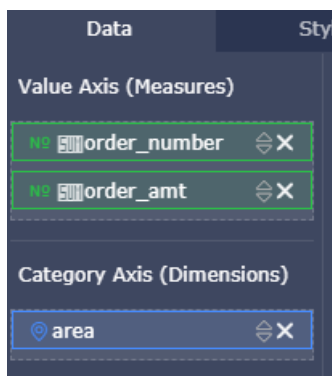 Data
Sty
Value Axis (Measures)
Nº SUM order_number
Nº SUM order_amt
Category Axis (Dimensions)
area